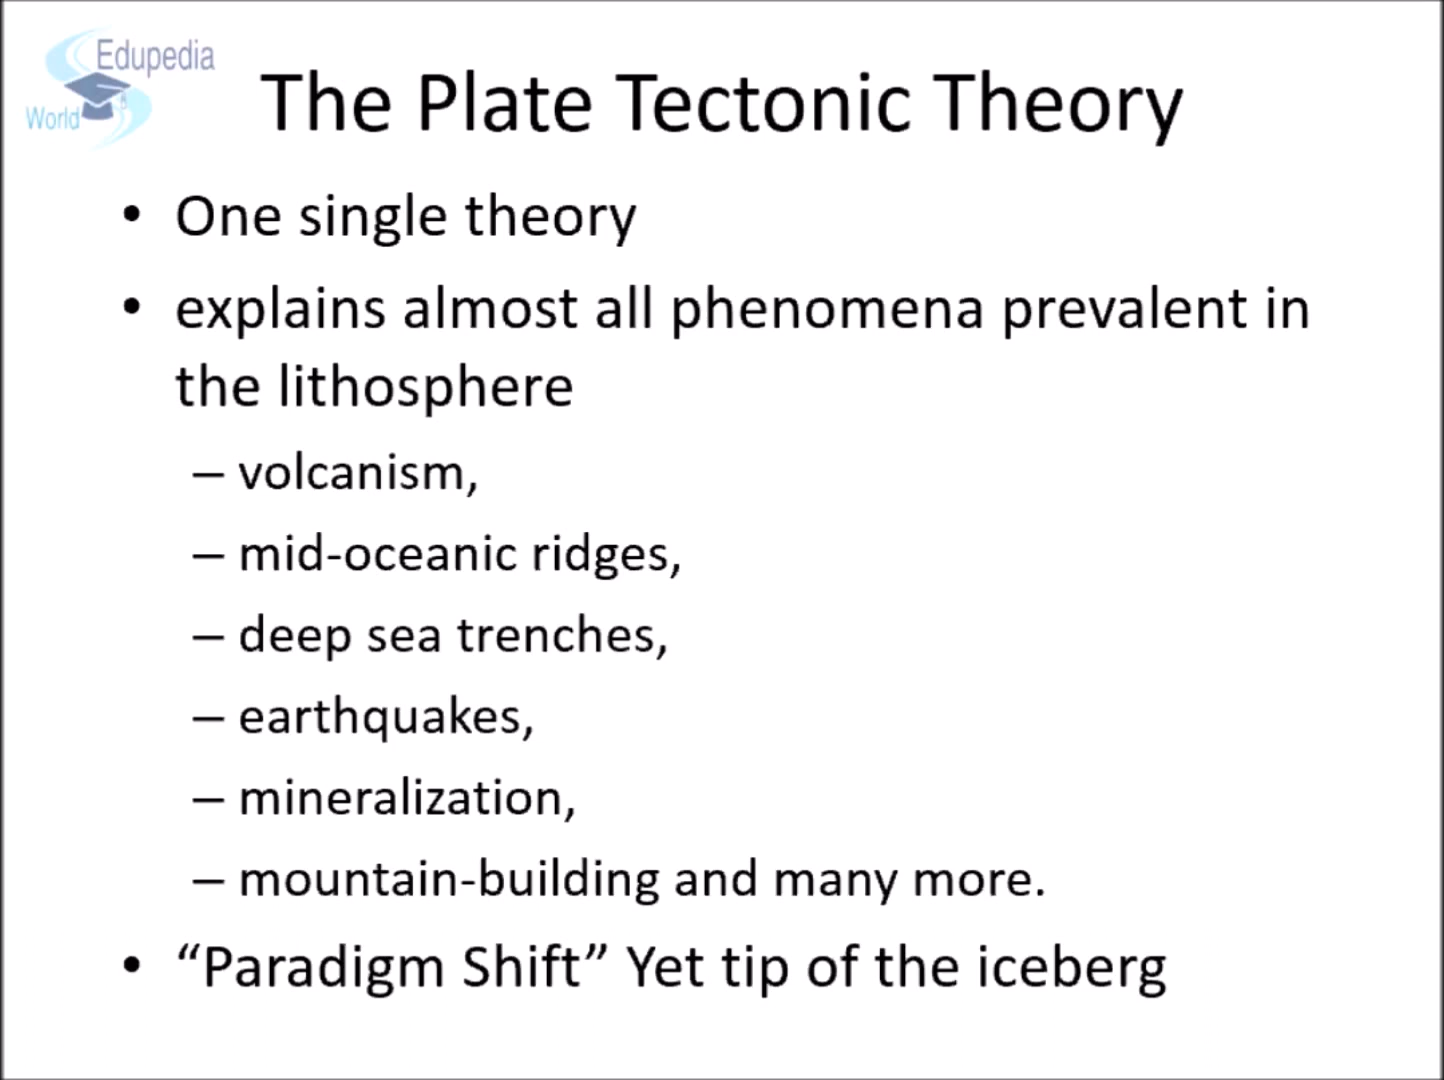 Edupedia
World
The Plate Tectonic Theory
• One single theory
• explains almost all phenomena prevalent in
the lithosphere
– volcanism,
– mid-oceanic ridges,
– deep sea trenches,
– earthquakes,
– mineralization,
– mountain-building and many more.
• “Paradigm Shift” Yet tip of the iceberg